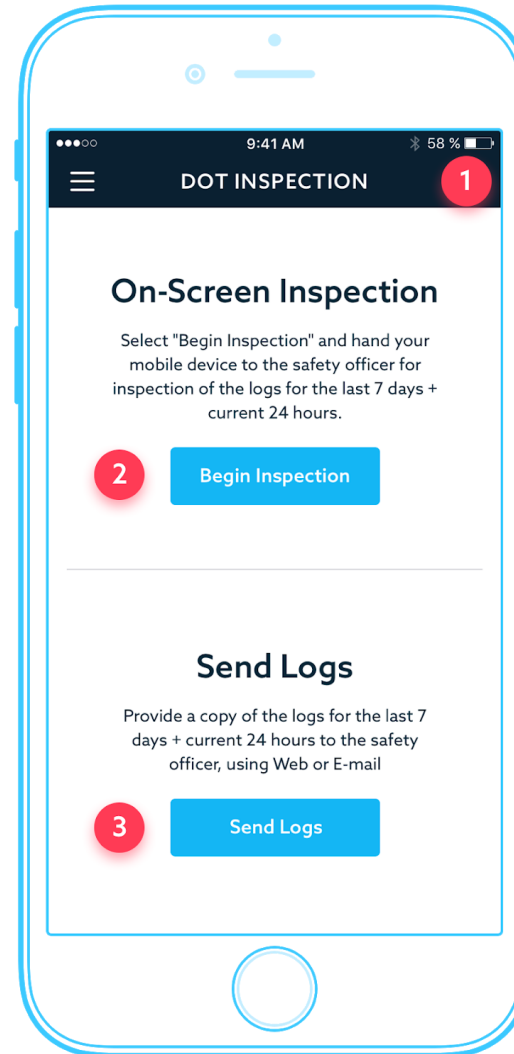 9:41 AM
58 %
DOT INSPECTION
1
On-Screen Inspection
Select "Begin Inspection" and hand your
mobile device to the safety officer for
inspection of the logs for the last 7 days +
current 24 hours.
2
Begin Inspection
Send Logs
Provide a copy of the logs for the last 7
days + current 24 hours to the safety
officer, using Web or E-mail
3
Send Logs